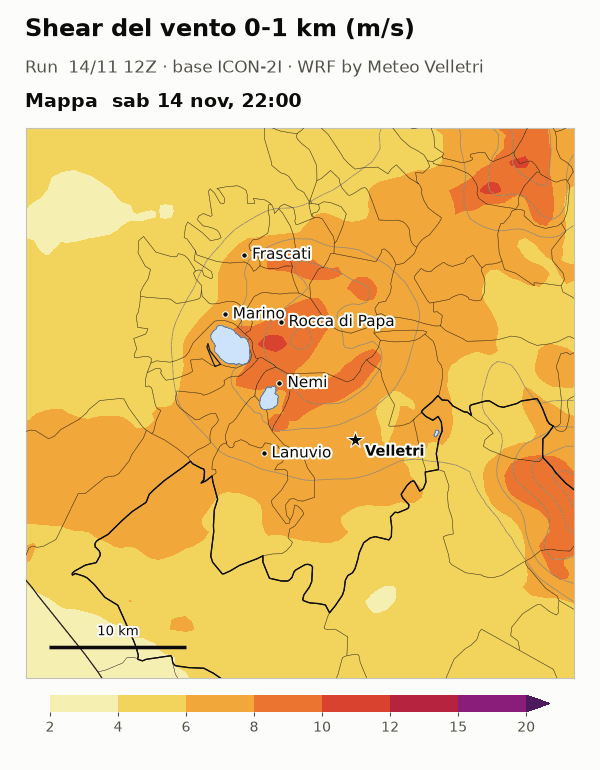 Shear del vento 0-1 km (m/s)
Run  14/11 12Z · base ICON-2I · WRF by Meteo Velletri
Mappa  sab 14 nov, 22:00
Frascati
Marino
Rocca di Papa
Nemi
Velletri
Lanuvio
10 km
2 4 6 8 10 12 15 20